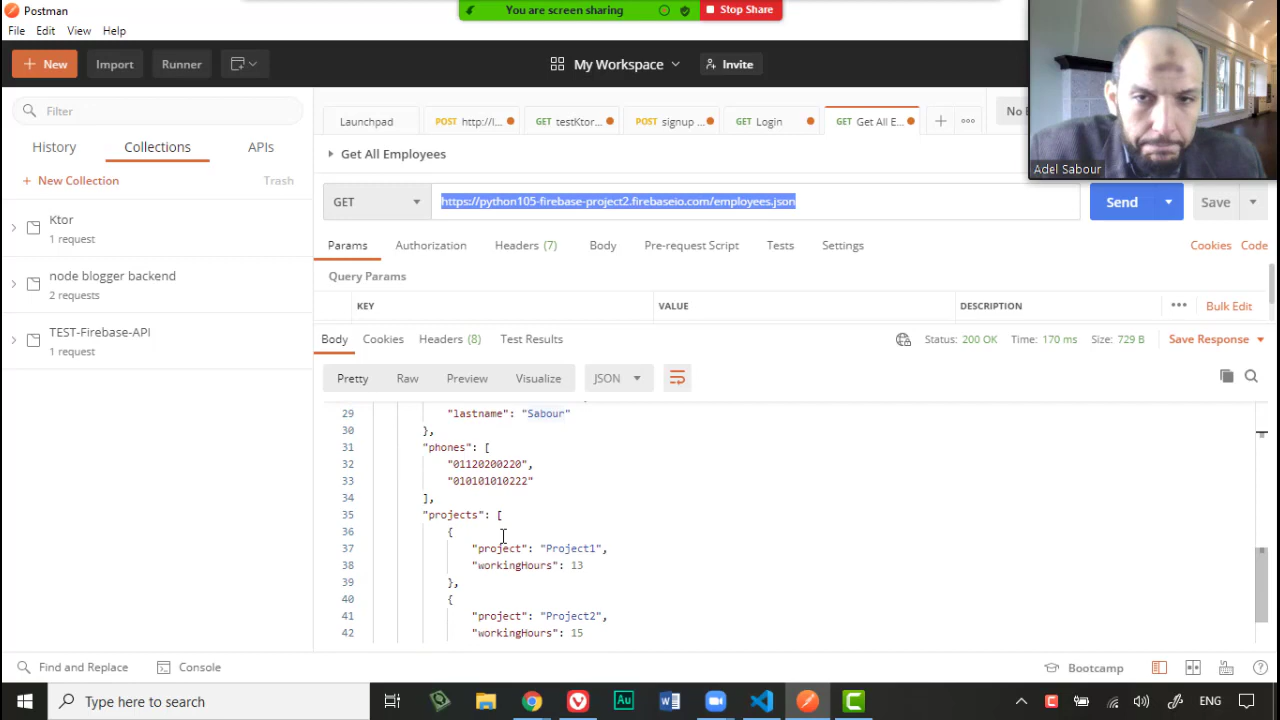 Postman
You are screen sharing
Stop Share
File Edit View Help
+ New Import Runner
My Workspace
Invite
Filter
Launchpad
POST http://l...
GET testKtor...
POST signup ...
GET Login
GET Get All E...
+ •••
No E
Adel Sabour
History Collections APIs
Get All Employees
+ New Collection Trash
GET https://python105-firebase-project2.firebaseio.com/employees.json Send Save
Ktor
1 request
Params Authorization Headers (7) Body Pre-request Script Tests Settings Cookies Code
node blogger backend
2 requests
Query Params
KEY VALUE DESCRIPTION ••• Bulk Edit
TEST-Firebase-API
1 request
Body Cookies Headers (8) Test Results Status: 200 OK Time: 170 ms Size: 729 B Save Response
Pretty Raw Preview Visualize JSON
29 "lastname": "Sabour"
30 },
31 "phones": [
32 "01120200220",
33 "010101010222"
34 ],
35 "projects": [
36 {
37 "project": "Project1",
38 "workingHours": 13
39 },
40 {
41 "project": "Project2",
42 "workingHours": 15
Find and Replace Console Bootcamp
Type here to search
Au
ENG